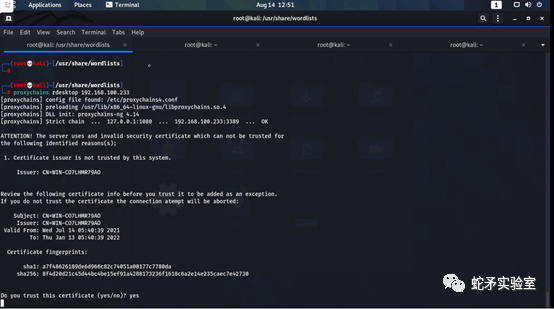 Applications Places Terminal Aug 14 12:51 1
root@kali: /usr/share/wordlists
File Edit View Search Terminal Tabs Help
root@kali: /usr/share/wordlists × root@kali: ~ × root@kali: ~ × root@kali: ~ ×
(root💀kali)-[/usr/share/wordlists]
#
(root💀kali)-[/usr/share/wordlists]
# proxychains rdesktop 192.168.100.233
[proxychains] config file found: /etc/proxychains4.conf
[proxychains] preloading /usr/lib/x86_64-linux-gnu/libproxychains.so.4
[proxychains] DLL init: proxychains-ng 4.14
[proxychains] Strict chain ... 127.0.0.1:1080 ... 192.168.100.233:3389 ... OK
ATTENTION! The server uses and invalid security certificate which can not be trusted for
the following identified reasons(s);
1. Certificate issuer is not trusted by this system.
Issuer: CN=WIN-CO7LHMR79AO
Review the following certificate info before you trust it to be added as an exception.
If you do not trust the certificate the connection atempt will be aborted:
Subject: CN=WIN-CO7LHMR79AO
Issuer: CN=WIN-CO7LHMR79AO
Valid From: Wed Jul 14 05:40:39 2021
To: Thu Jan 13 05:40:39 2022
Certificate fingerprints:
sha1: a7f48626189de6d966c82c74051a08177c7780da
sha256: 8f4d20d21c45d44bc4be15ef91a4288173236f1618c6a2e14e235caec7e42730
Do you trust this certificate (yes/no)? yes
蛇矛实验室